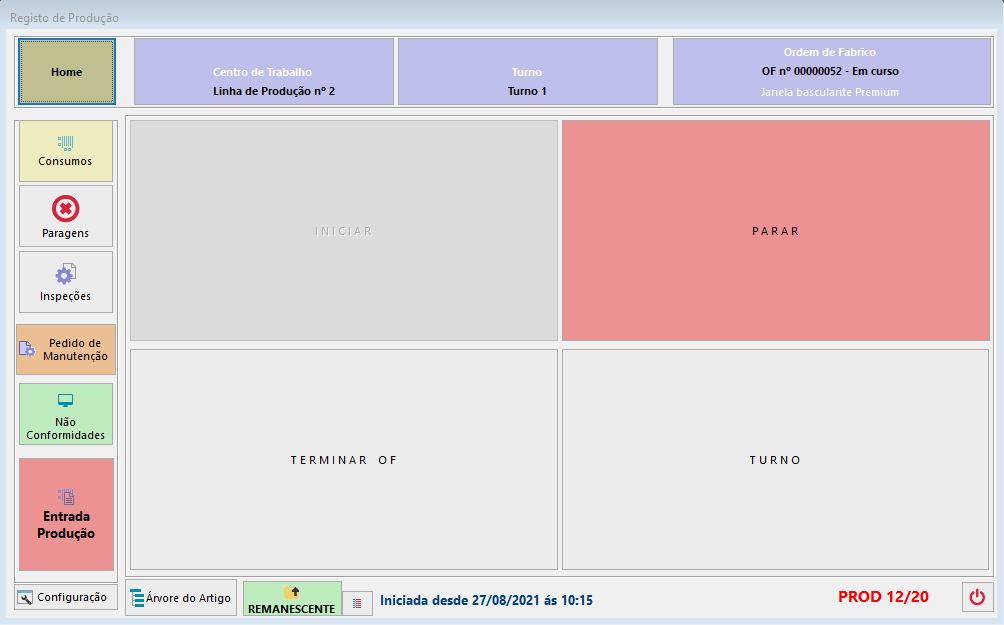 Registo de Produção
Home
Centro de Trabalho
Linha de Produção nº 2
Turno
Turno 1
Ordem de Fabrico
OF nº 00000052 - Em curso
Janela basculante Premium
Consumos
Paragens
Inspeções
Pedido de
Manutenção
Não
Conformidades
Entrada
Produção
INICIAR
PARAR
TERMINAR OF
TURNO
Configuração
Árvore do Artigo
REMANESCENTE
Iniciada desde 27/08/2021 ás 10:15
PROD 12/20